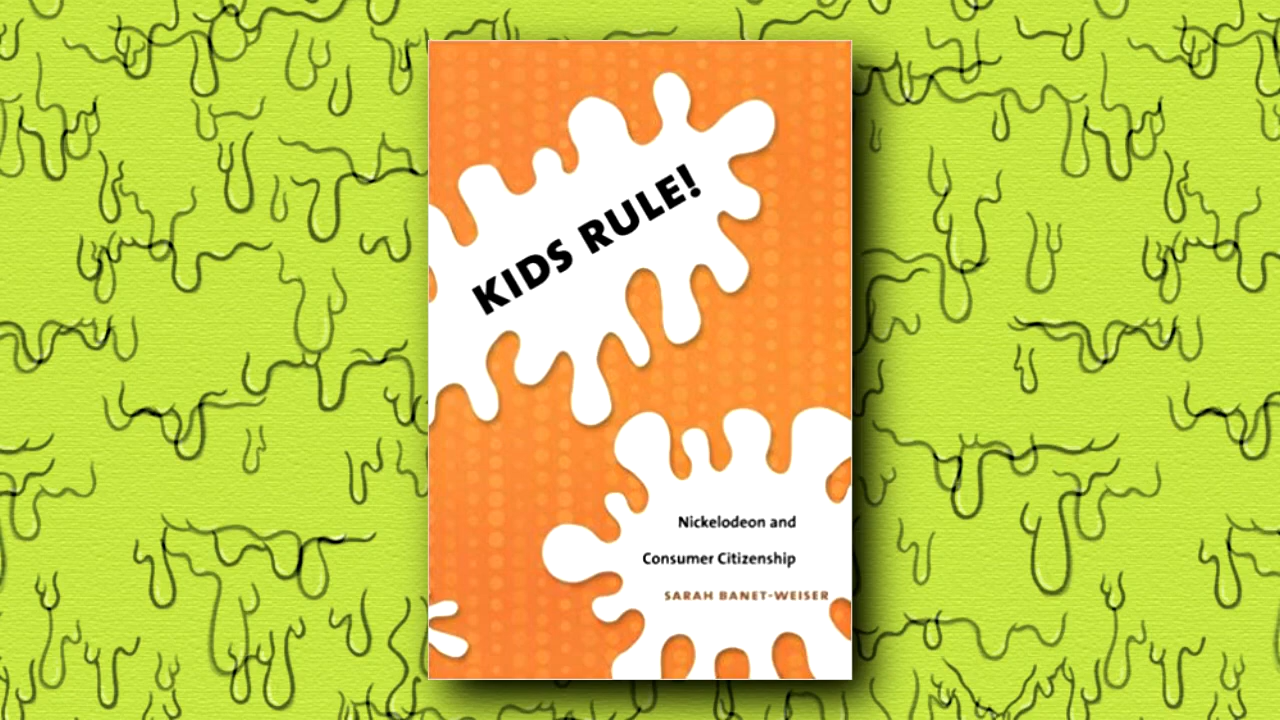 KIDS RULE!
Nickelodeon and
Consumer Citizenship
SARAH BANET-WEISER